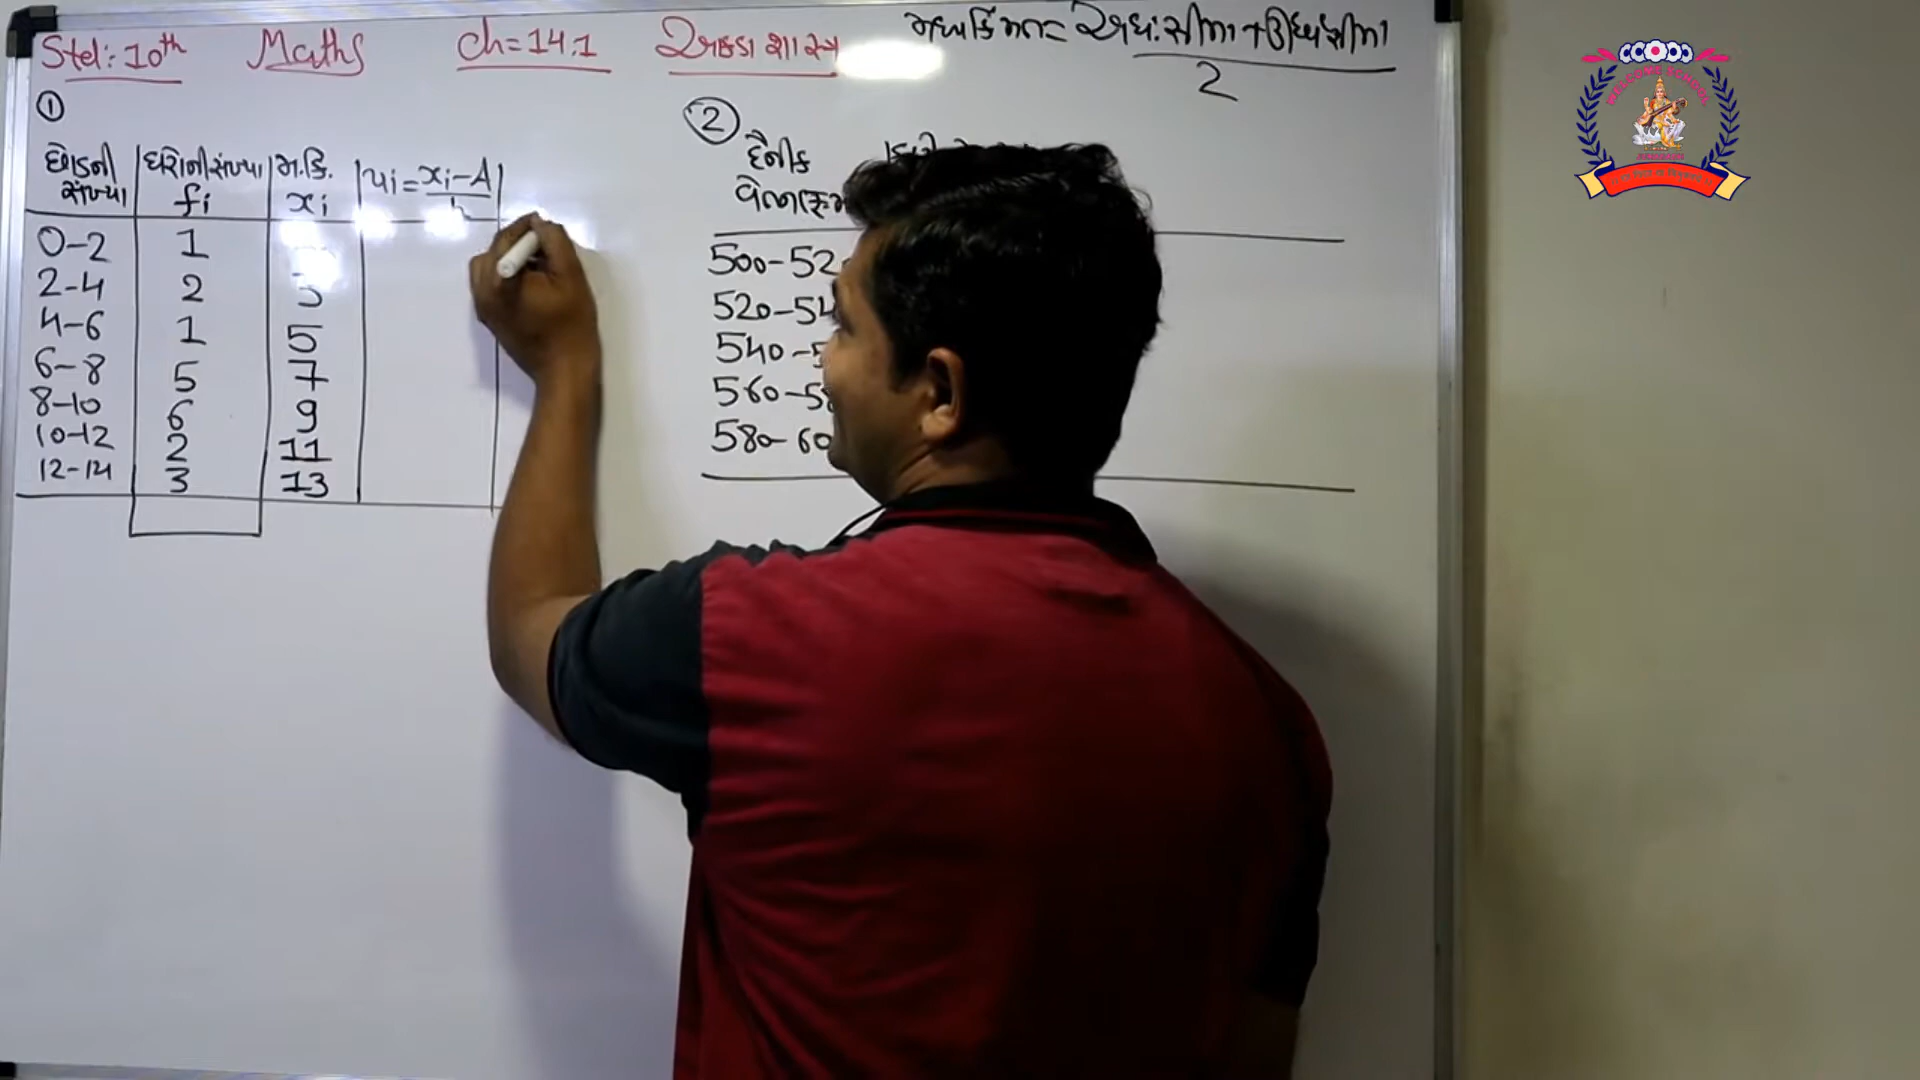 Std: 10th Maths Ch=14.1 આંકડાશાસ્ત્ર
મધ્યકિંમત = અધઃસીમા + ઊર્ધ્વસીમા
2
①
છોડની સંખ્યા | ઘરોની સંખ્યા fi | મ.કિ. xi | ui = xi-A
0-2 1
2-4 2
4-6 1 5
6-8 5 7
8-10 6 9
10-12 2 11
12-14 3 13
②
દૈનીક
500-52
520-54
540-5
560-58
580-60
WELCOME SCHOOL